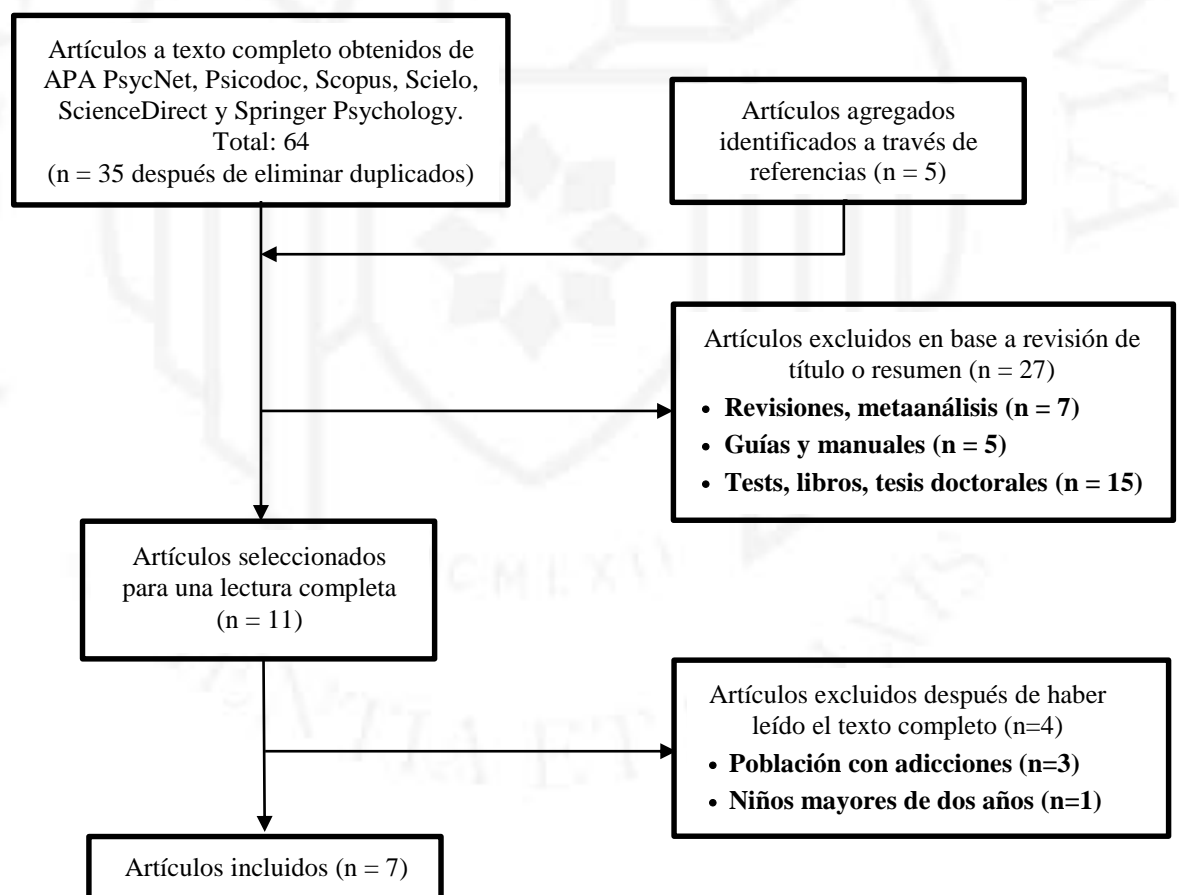 Artículos a texto completo obtenidos de
APA PsycNet, Psicodoc, Scopus, Scielo,
ScienceDirect y Springer Psychology.
Total: 64
(n = 35 después de eliminar duplicados)
Artículos agregados
identificados a través de
referencias (n = 5)
Artículos excluidos en base a revisión de
título o resumen (n = 27)
• Revisiones, metaanálisis (n = 7)
• Guías y manuales (n = 5)
• Tests, libros, tesis doctorales (n = 15)
Artículos seleccionados
para una lectura completa
(n = 11)
Artículos excluidos después de haber
leído el texto completo (n=4)
• Población con adicciones (n=3)
• Niños mayores de dos años (n=1)
Artículos incluidos (n = 7)